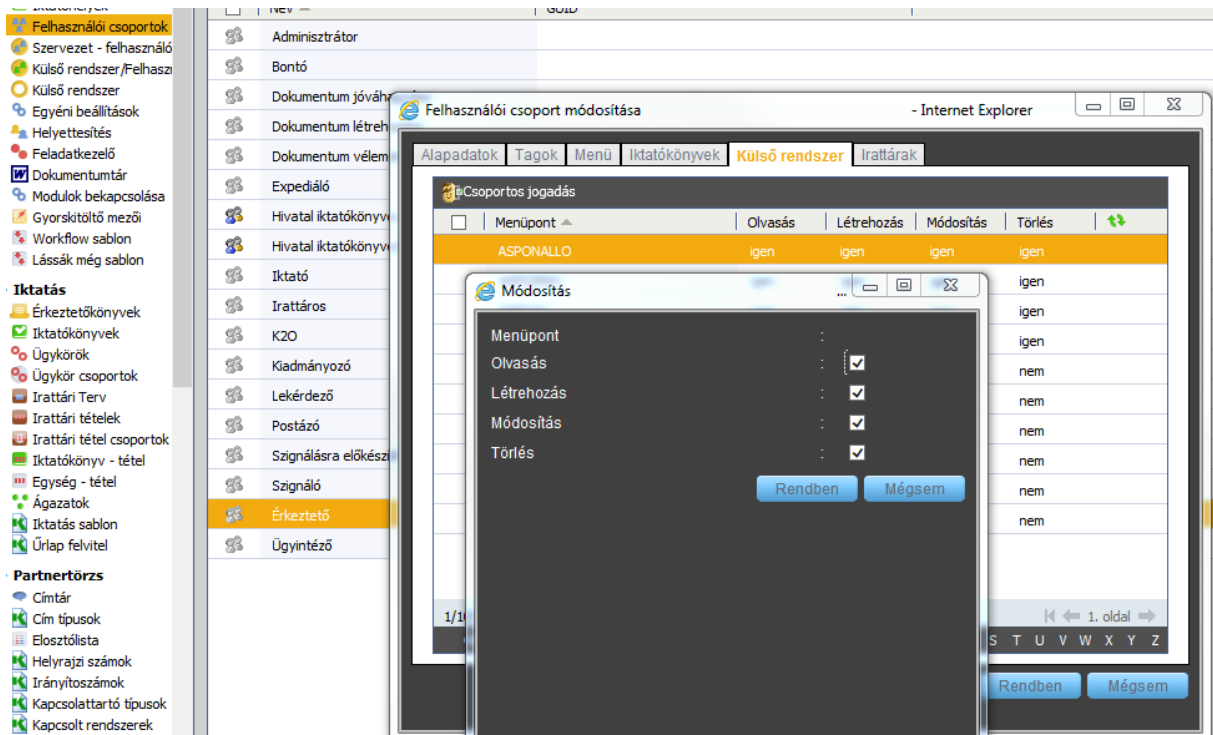 Felhasználói csoportok
Szervezet - felhasználó
Külső rendszer/Felhasz
Külső rendszer
Egyéni beállítások
Helyettesítés
Feladatkezelő
Dokumentumtár
Modulok bekapcsolása
Gyorskitöltő mezői
Workflow sablon
Lássák még sablon
Iktatás
Érkeztetőkönyvek
Iktatókönyvek
Ügykörök
Ügykör csoportok
Irattári Terv
Irattári tételek
Irattári tétel csoportok
Iktatókönyv - tétel
Egység - tétel
Ágazatok
Iktatás sablon
Űrlap felvitel
Partnertörzs
Címtár
Cím típusok
Elosztólista
Helyrajzi számok
Irányítószámok
Kapcsolattartó típusok
Kapcsolt rendszerek
Név
GUID
Adminisztrátor
Bontó
Dokumentum jóváh
Dokumentum létreh
Dokumentum vélem
Expediáló
Hivatal iktatókönyv
Hivatal iktatókönyv
Iktató
Irattáros
K2O
Kiadmányozó
Lekérdező
Postázó
Szignálásra előkészí
Szignáló
Érkeztető
Ügyintéző
Felhasználói csoport módosítása - Internet Explorer
Alapadatok Tagok Menü Iktatókönyvek Külső rendszer Irattárak
Csoportos jogadás
Menüpont Olvasás Létrehozás Módosítás Törlés
ASPONALLO igen igen igen igen
igen
igen
igen
nem
nem
nem
nem
nem
nem
1/1
1. oldal
S T U V W X Y Z
Rendben Mégsem
Módosítás ...
Menüpont :
Olvasás :
Létrehozás :
Módosítás :
Törlés :
Rendben Mégsem